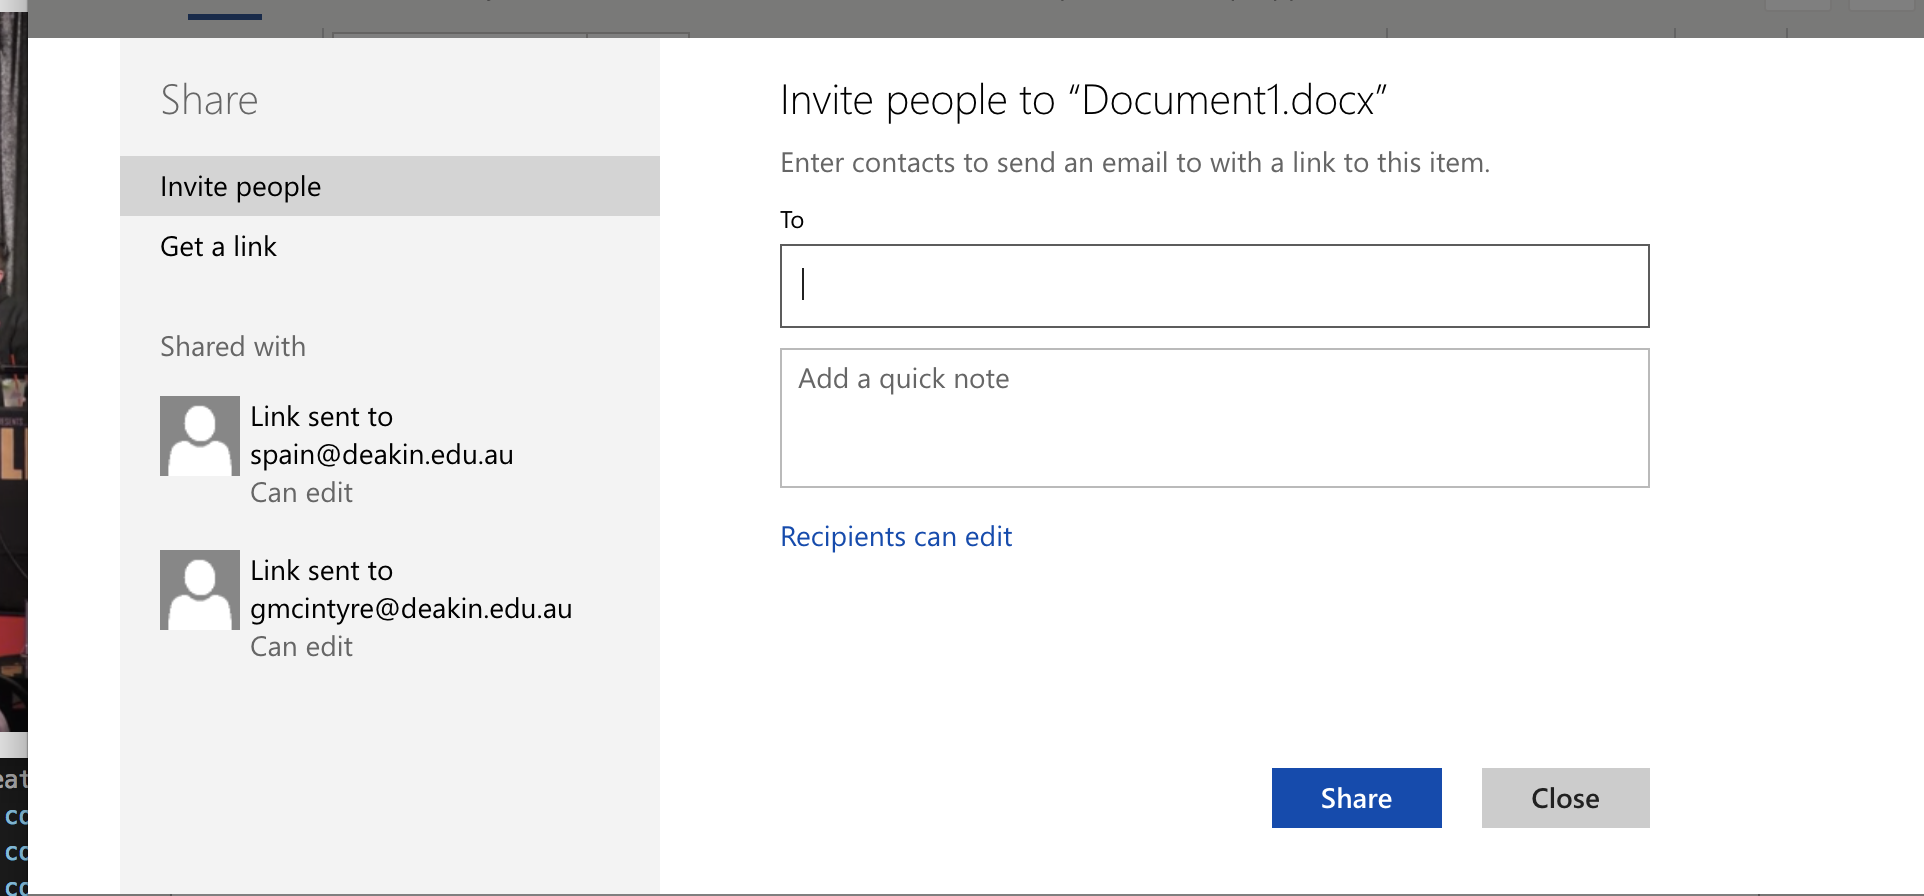 Share
Invite people
Get a link
Shared with
Link sent to
spain@deakin.edu.au
Can edit
Link sent to
gmcintyre@deakin.edu.au
Can edit
Invite people to “Document1.docx”
Enter contacts to send an email to with a link to this item.
To
Add a quick note
Recipients can edit
Share
Close